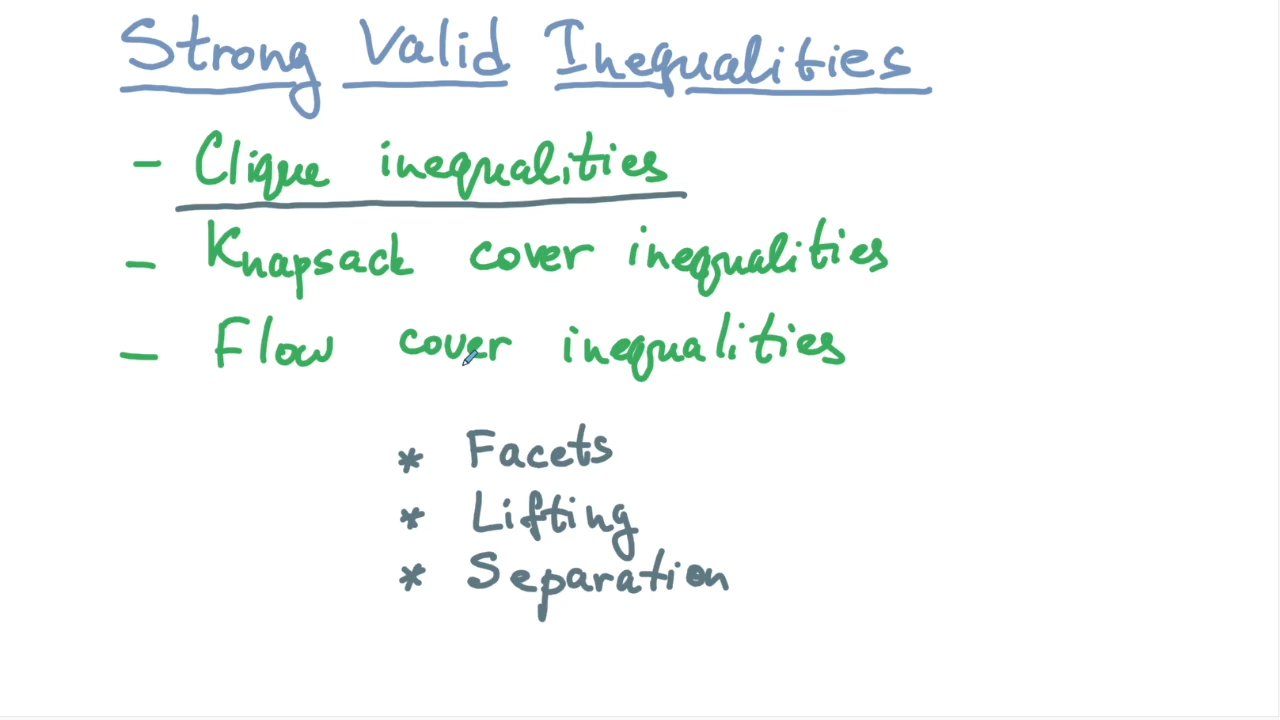 Strong Valid Inequalities
- Clique inequalities
- Knapsack cover inequalities
- Flow cover inequalities
* Facets
* Lifting
* Separation